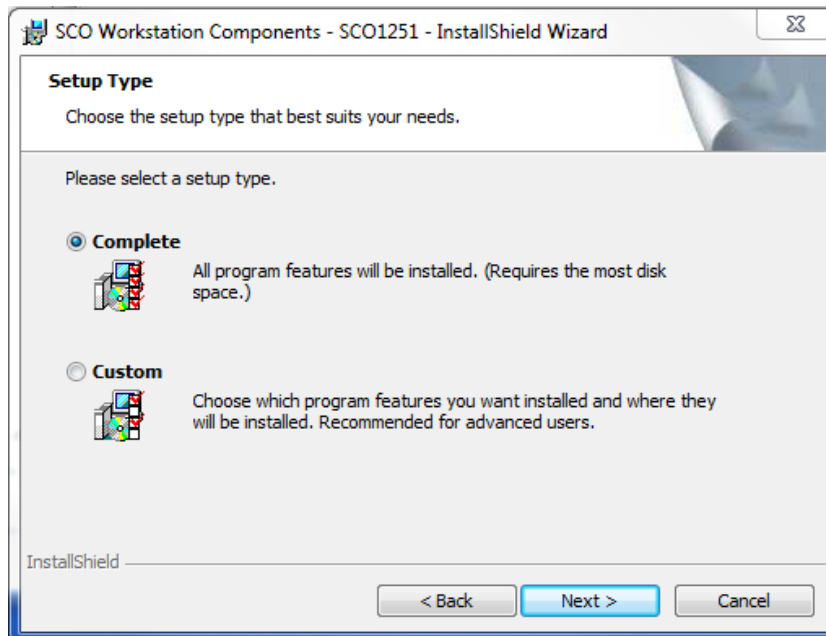 SCO Workstation Components - SCO1251 - InstallShield Wizard
Setup Type
Choose the setup type that best suits your needs.
Please select a setup type.
Complete
All program features will be installed. (Requires the most disk
space.)
Custom
Choose which program features you want installed and where they
will be installed. Recommended for advanced users.
InstallShield
< Back Next > Cancel